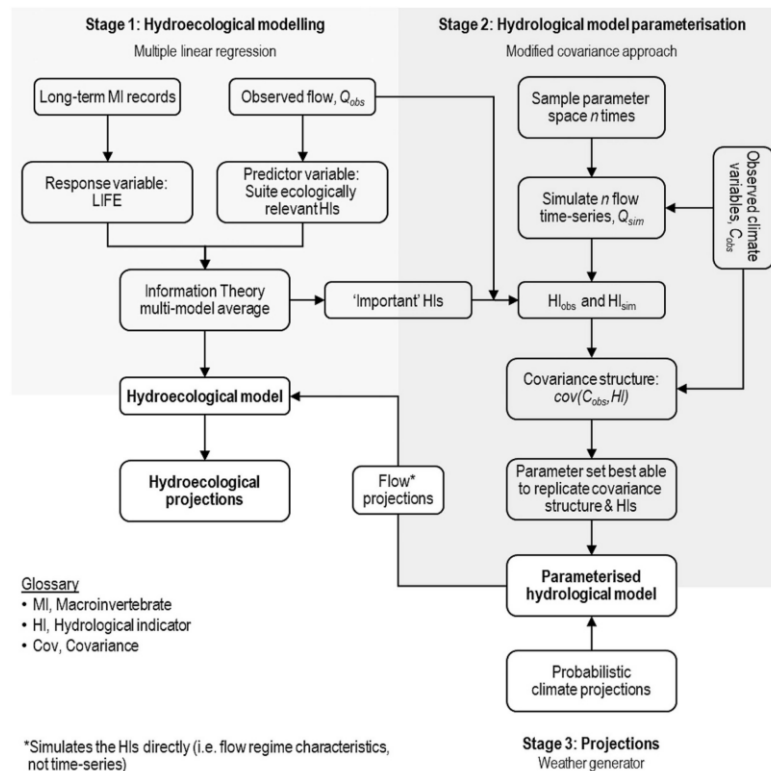 Stage 1: Hydroecological modelling
Multiple linear regression
Long-term MI records
Observed flow, Qobs
Response variable:
LIFE
Predictor variable:
Suite ecologically
relevant HIs
Information Theory
multi-model average
'Important' HIs
Hydroecological model
Hydroecological
projections
Flow*
projections
Stage 2: Hydrological model parameterisation
Modified covariance approach
Sample parameter
space n times
Simulate n flow
time-series, Qsim
Observed climate
variables, Cobs
HIobs and HIsim
Covariance structure:
cov(Cobs,HI)
Parameter set best able
to replicate covariance
structure & HIs
Parameterised
hydrological model
Probabilistic
climate projections
Stage 3: Projections
Weather generator
Glossary
• MI, Macroinvertebrate
• HI, Hydrological indicator
• Cov, Covariance
*Simulates the HIs directly (i.e. flow regime characteristics,
not time-series)